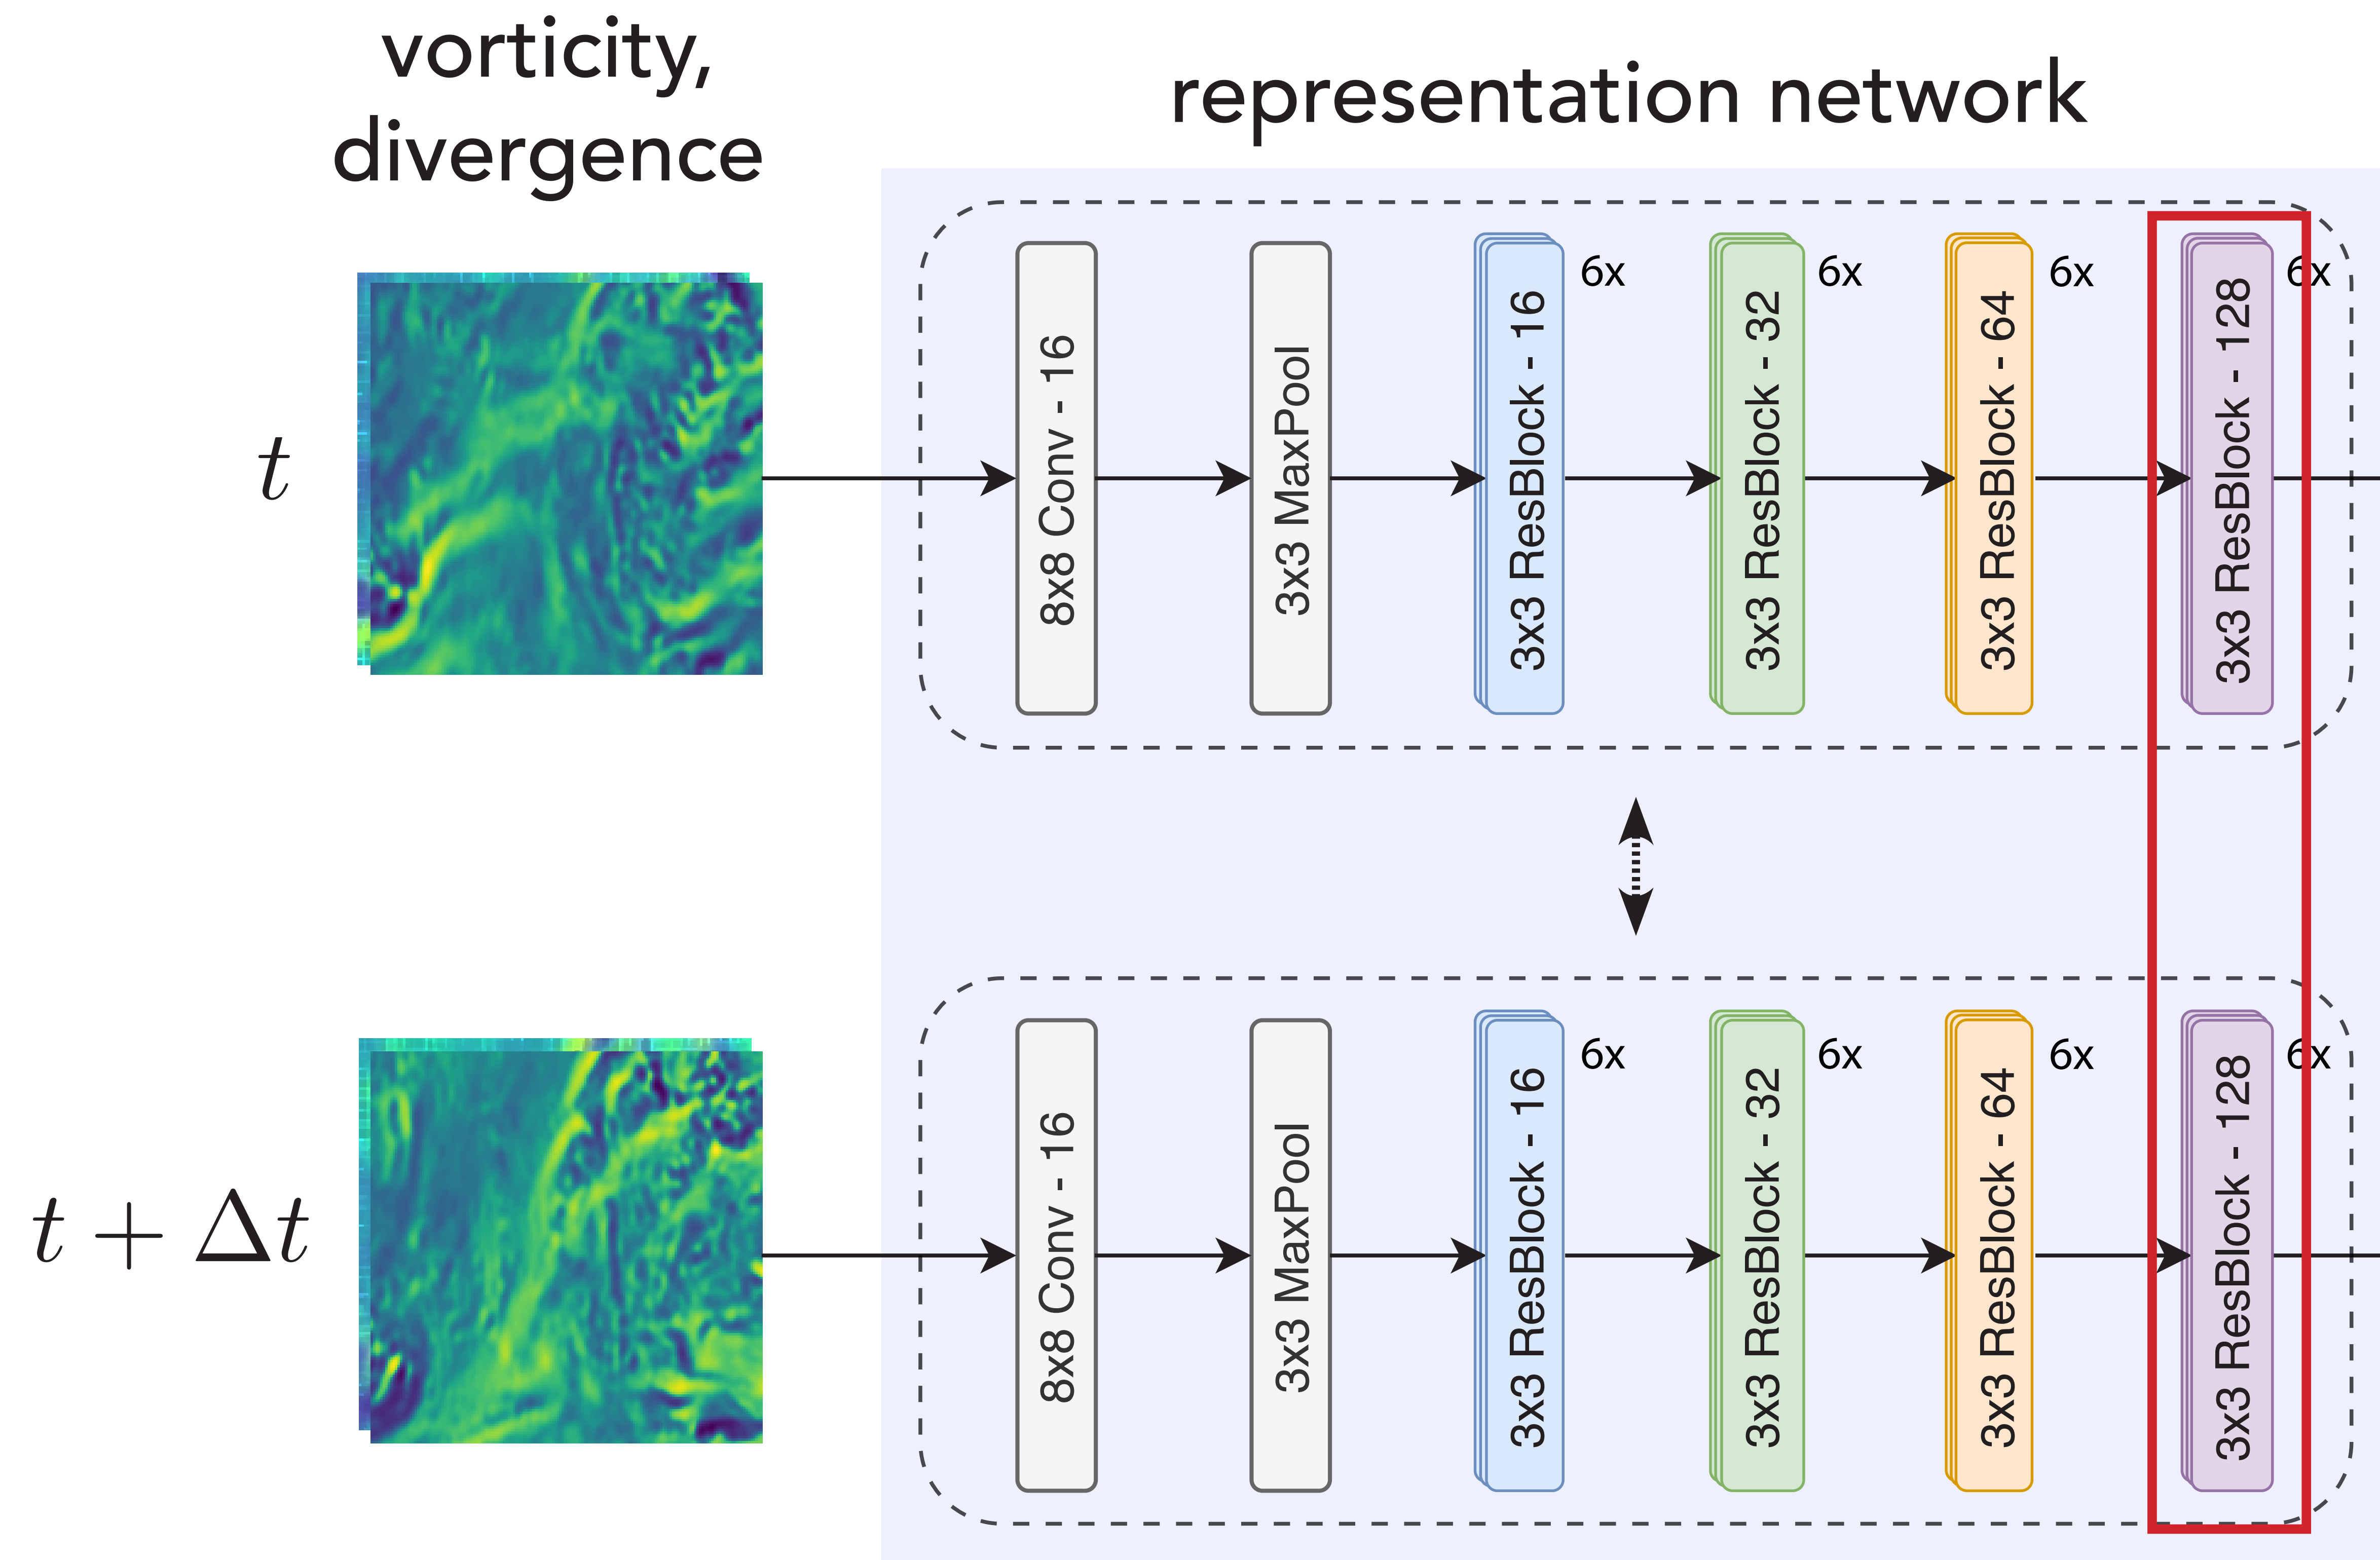 vorticity,
divergence
representation network
t
8x8 Conv - 16
3x3 MaxPool
3x3 ResBlock - 16
6x
3x3 ResBlock - 32
6x
3x3 ResBlock - 64
6x
3x3 ResBlock - 128
6x
t + Δt
8x8 Conv - 16
3x3 MaxPool
3x3 ResBlock - 16
6x
3x3 ResBlock - 32
6x
3x3 ResBlock - 64
6x
3x3 ResBlock - 128
6x